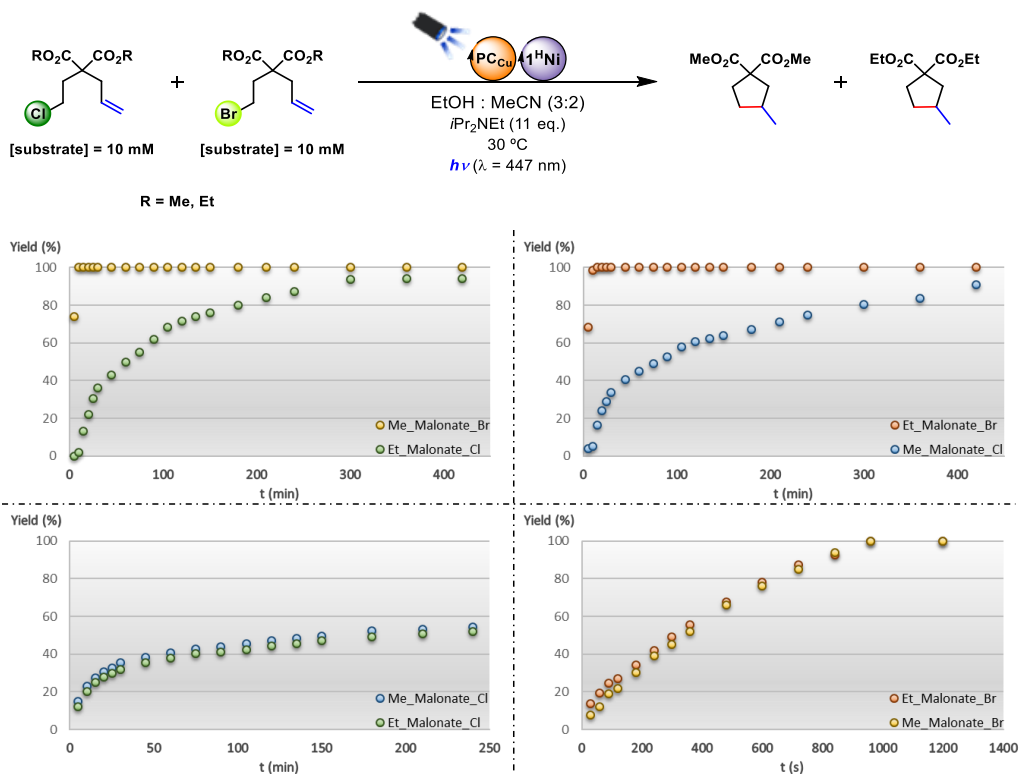 RO₂C CO₂R
Cl
[substrate] = 10 mM
+
RO₂C CO₂R
Br
[substrate] = 10 mM
R = Me, Et
PCCu 1HNi
EtOH : MeCN (3:2)
iPr₂NEt (11 eq.)
30 ºC
hν (λ = 447 nm)
MeO₂C CO₂Me
+
EtO₂C CO₂Et
Yield (%)
100
80
60
40
20
0
Me_Malonate_Br
Et_Malonate_Cl
0 100 200 300 400
t (min)
Yield (%)
100
80
60
40
20
0
Et_Malonate_Br
Me_Malonate_Cl
0 100 200 300 400
t (min)
Yield (%)
100
80
60
40
20
0
Me_Malonate_Cl
Et_Malonate_Cl
0 50 100 150 200 250
t (min)
Yield (%)
100
80
60
40
20
0
Et_Malonate_Br
Me_Malonate_Br
0 200 400 600 800 1000 1200 1400
t (s)